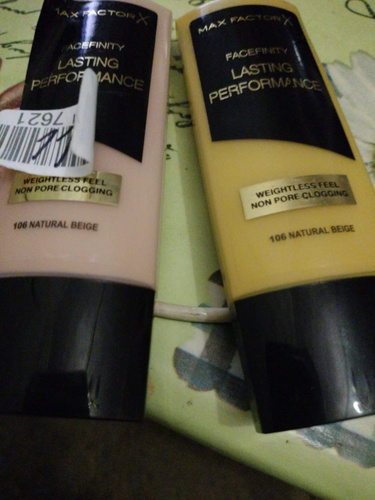 MAX FACTOR X
FACEFINITY
LASTING
PERFORMANCE
17621
WEIGHTLESS FEEL
NON PORE-CLOGGING
106 NATURAL BEIGE
MAX FACTOR X
FACEFINITY
LASTING
PERFORMANCE
WEIGHTLESS FEEL
NON PORE-CLOGGING
106 NATURAL BEIGE